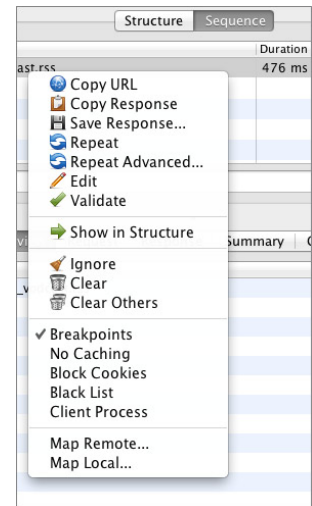 Structure Sequence
Duration
ast.rss 476 ms
Copy URL
Copy Response
Save Response...
Repeat
Repeat Advanced...
Edit
Validate
Show in Structure
Summary
Ignore
Clear
Clear Others
Breakpoints
No Caching
Block Cookies
Black List
Client Process
Map Remote...
Map Local...